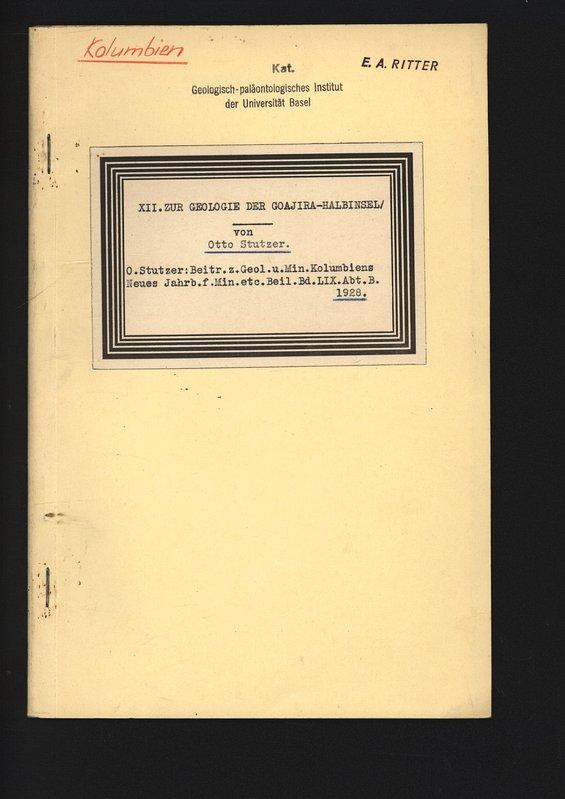 Kolumbien
Kat.
E. A. RITTER
Geologisch-paläontologisches Institut
der Universität Basel
XII.ZUR GEOLOGIE DER GOAJIRA-HALBINSEL/
von
Otto Stutzer.
O.Stutzer:Beitr.z.Geol.u.Min.Kolumbiens
Neues Jahrb.f.Min.etc.Beil.Bd.LIX.Abt.B.
1928.